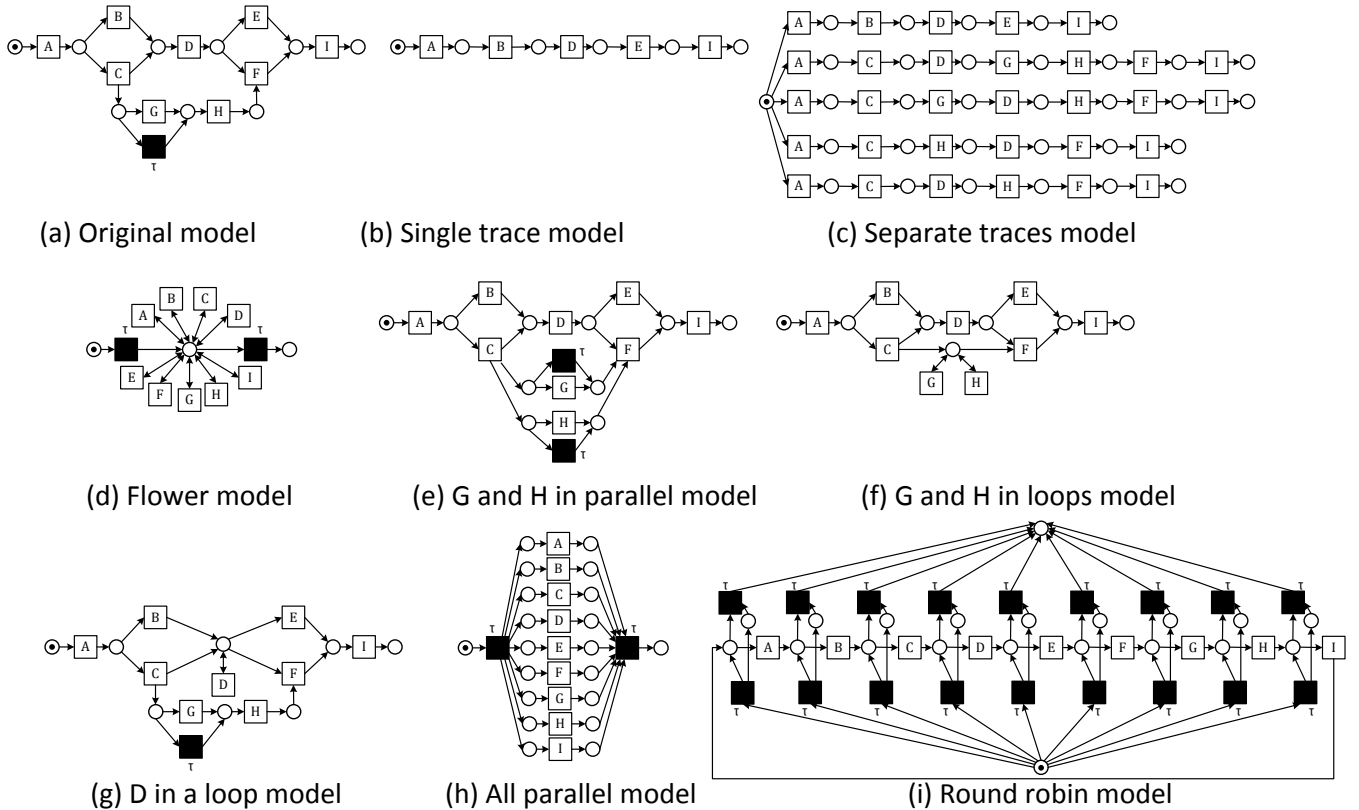 B E
A D I
C F
G H
τ
A B D E I
A B D E I
A C D G H F I
A C G D H F I
A C H D F I
A C D H F I
(a) Original model
(b) Single trace model
(c) Separate traces model
B C
A D
τ τ
E I
F G H
B E
A D I
C F
τ
G
H
τ
B E
A D I
C F
G H
(d) Flower model
(e) G and H in parallel model
(f) G and H in loops model
B E
A I
C D F
G H
τ
A
B
C
D
τ E τ
F
G
H
I
τ τ τ τ τ τ τ τ τ
A B C D E F G H I
τ τ τ τ τ τ τ τ τ
(g) D in a loop model
(h) All parallel model
(i) Round robin model